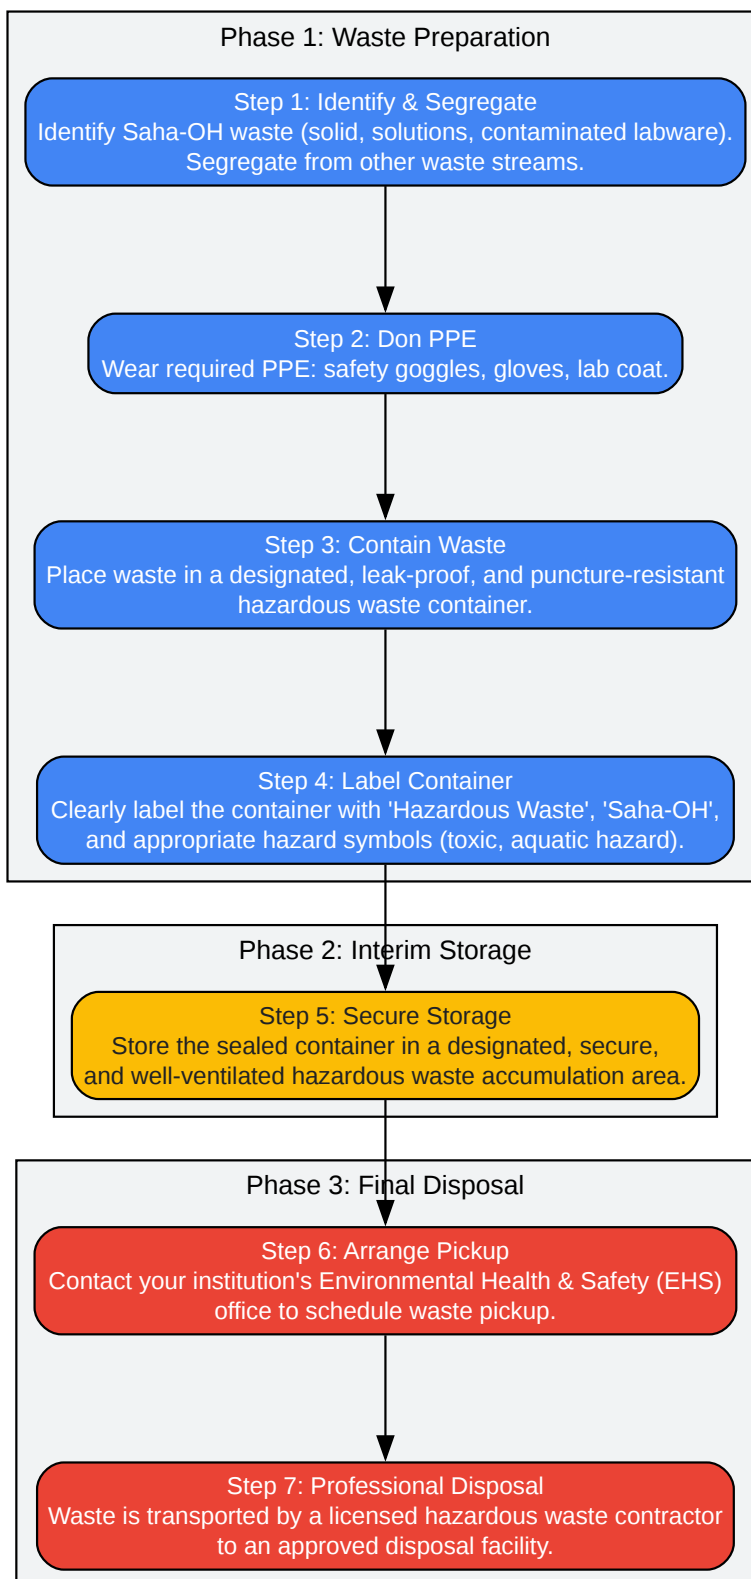 Phase 1: Waste Preparation
Step 1: Identify & Segregate
Identify Saha-OH waste (solid, solutions, contaminated labware).
Segregate from other waste streams.
Step 2: Don PPE
Wear required PPE: safety goggles, gloves, lab coat.
Step 3: Contain Waste
Place waste in a designated, leak-proof, and puncture-resistant
hazardous waste container.
Step 4: Label Container
Clearly label the container with 'Hazardous Waste', 'Saha-OH',
and appropriate hazard symbols (toxic, aquatic hazard).
Phase 2: Interim Storage
Step 5: Secure Storage
Store the sealed container in a designated, secure,
and well-ventilated hazardous waste accumulation area.
Phase 3: Final Disposal
Step 6: Arrange Pickup
Contact your institution's Environmental Health & Safety (EHS)
office to schedule waste pickup.
Step 7: Professional Disposal
Waste is transported by a licensed hazardous waste contractor
to an approved disposal facility.